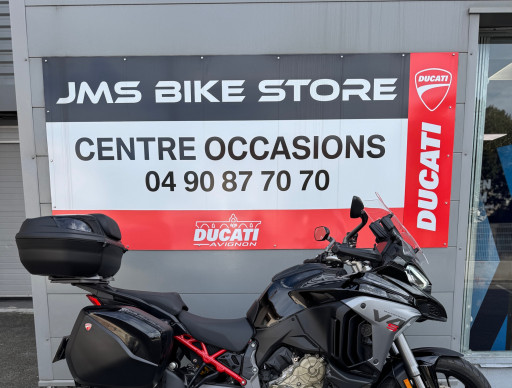 JMS BIKE STORE
DUCATI
CENTRE OCCASIONS
04 90 87 70 70
DUCATI
DUCATI
AVIGNON
V4